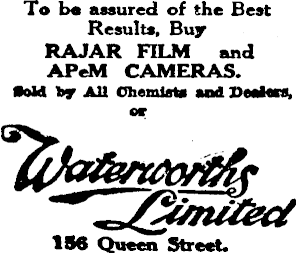 To be assured of the Best
Results, Buy
RAJAR FILM and
APeM CAMERAS.
Sold by All Chemists and Dealers,
or
Waterworths
Limited
156 Queen Street.